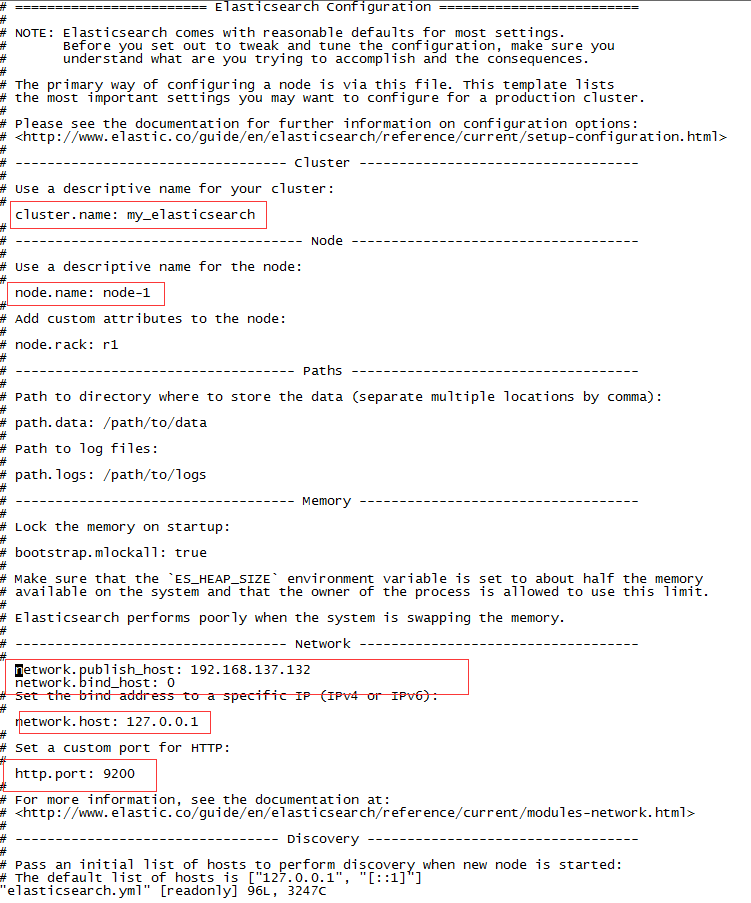 # ======================== Elasticsearch Configuration =========================
#
# NOTE: Elasticsearch comes with reasonable defaults for most settings.
#       Before you set out to tweak and tune the configuration, make sure you
#       understand what are you trying to accomplish and the consequences.
#
# The primary way of configuring a node is via this file. This template lists
# the most important settings you may want to configure for a production cluster.
#
# Please see the documentation for further information on configuration options:
# <http://www.elastic.co/guide/en/elasticsearch/reference/current/setup-configuration.html>
#
# ---------------------------------- Cluster -----------------------------------
#
# Use a descriptive name for your cluster:
#
  cluster.name: my_elasticsearch
#
# ------------------------------------ Node ------------------------------------
#
# Use a descriptive name for the node:
#
  node.name: node-1
#
# Add custom attributes to the node:
#
# node.rack: r1
#
# ----------------------------------- Paths ------------------------------------
#
# Path to directory where to store the data (separate multiple locations by comma):
#
# path.data: /path/to/data
#
# Path to log files:
#
# path.logs: /path/to/logs
#
# ----------------------------------- Memory -----------------------------------
#
# Lock the memory on startup:
#
# bootstrap.mlockall: true
#
# Make sure that the `ES_HEAP_SIZE` environment variable is set to about half the memory
# available on the system and that the owner of the process is allowed to use this limit.
#
# Elasticsearch performs poorly when the system is swapping the memory.
#
# ---------------------------------- Network -----------------------------------
#
  network.publish_host: 192.168.137.132
  network.bind_host: 0
# Set the bind address to a specific IP (IPv4 or IPv6):
#
  network.host: 127.0.0.1
#
# Set a custom port for HTTP:
#
  http.port: 9200
#
# For more information, see the documentation at:
# <http://www.elastic.co/guide/en/elasticsearch/reference/current/modules-network.html>
#
# --------------------------------- Discovery ----------------------------------
#
# Pass an initial list of hosts to perform discovery when new node is started:
# The default list of hosts is ["127.0.0.1", "[::1]"]
"elasticsearch.yml" [readonly] 96L, 3247C